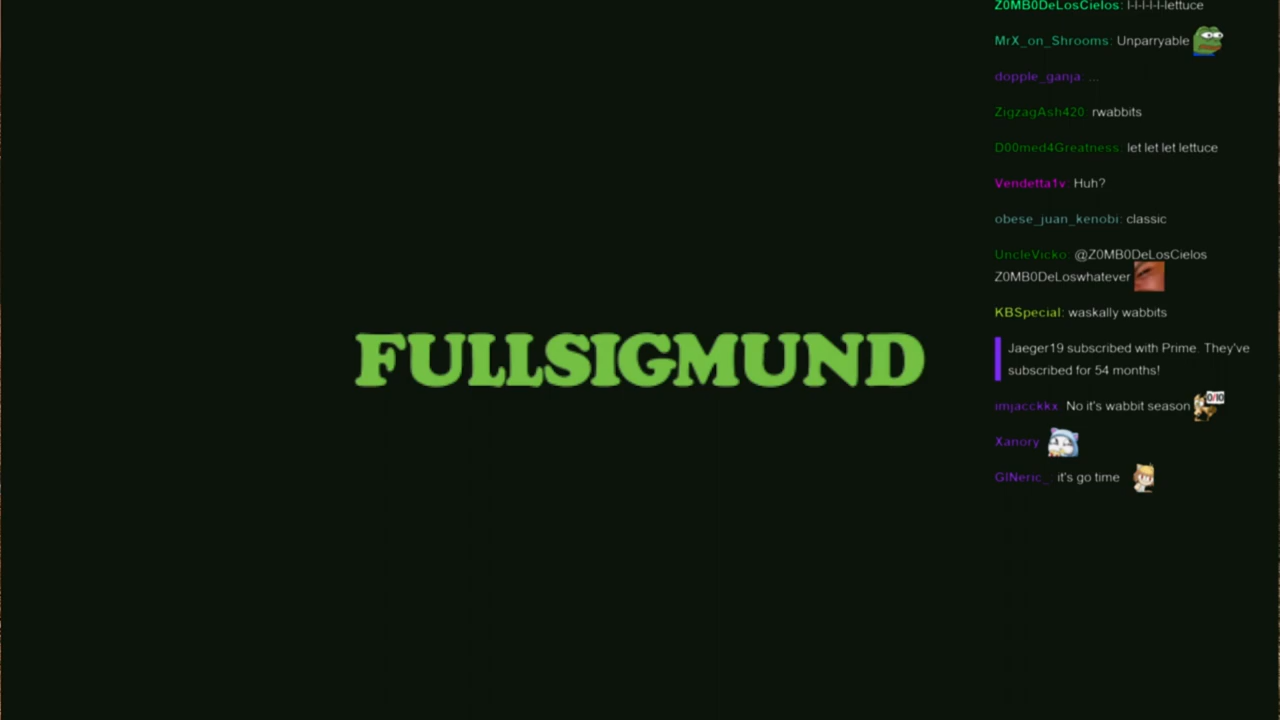 FULLSIGMUND
Z0MB0DeLosCielos: l-l-l-l-l-lettuce
MrX_on_Shrooms: Unparryable
dopple_ganja: ...
ZigzagAsh420: rwabbits
D00med4Greatness: let let let lettuce
Vendetta1v: Huh?
obese_juan_kenobi: classic
UncleVicko: @Z0MB0DeLosCielos
Z0MB0DeLoswhatever
KBSpecial: waskally wabbits
Jaeger19 subscribed with Prime. They've
subscribed for 54 months!
imjacckkx: No it's wabbit season 0/10
Xanory:
GINeric_: it's go time